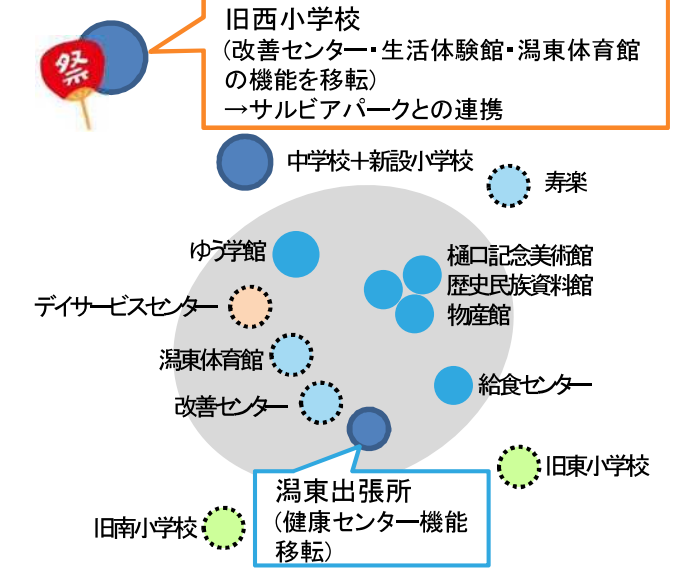 旧西小学校
(改善センター・生活体験館・潟東体育館
の機能を移転)
→サルビアパークとの連携
祭
中学校＋新設小学校
寿楽
ゆう学館
樋口記念美術館
歴史民族資料館
物産館
デイサービスセンター
潟東体育館
改善センター
給食センター
旧東小学校
潟東出張所
(健康センター機能
移転)
旧南小学校